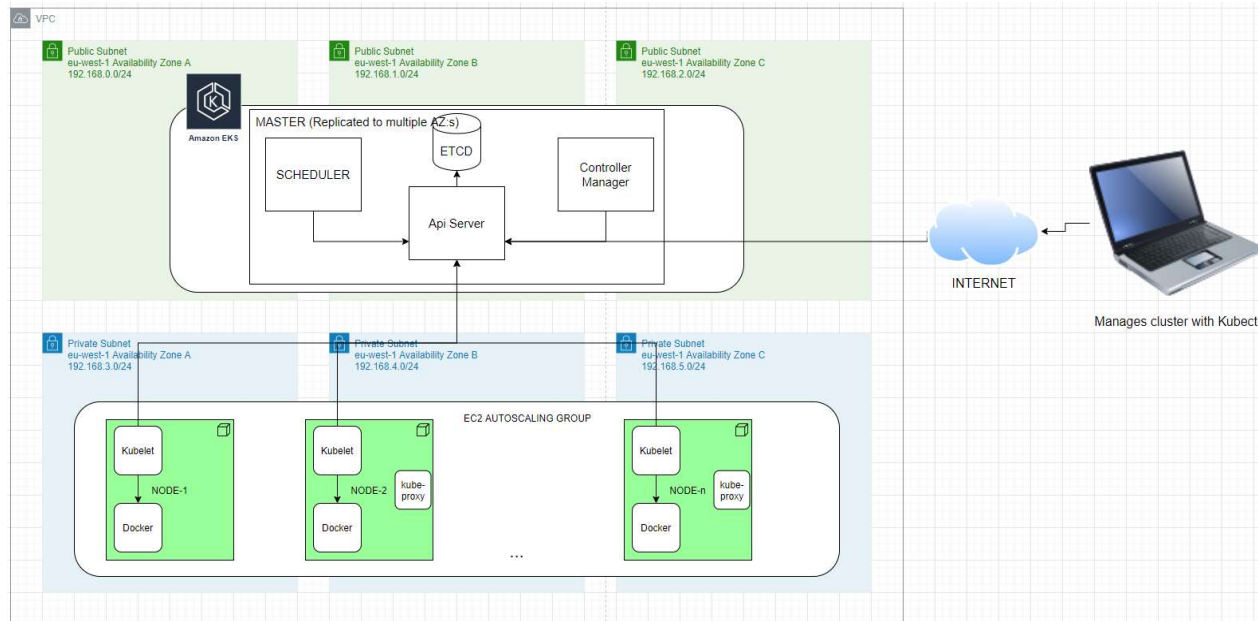 VPC
Public Subnet
eu-west-1 Availability Zone A
192.168.0.0/24
Public Subnet
eu-west-1 Availability Zone B
192.168.1.0/24
Public Subnet
eu-west-1 Availability Zone C
192.168.2.0/24
Amazon EKS
MASTER (Replicated to multiple AZ:s)
SCHEDULER
ETCD
Controller
Manager
Api Server
INTERNET
Manages cluster with Kubect
Private Subnet
eu-west-1 Availability Zone A
192.168.3.0/24
Private Subnet
eu-west-1 Availability Zone B
192.168.4.0/24
Private Subnet
eu-west-1 Availability Zone C
192.168.5.0/24
EC2 AUTOSCALING GROUP
Kubelet
NODE-1
Docker
Kubelet
NODE-2
kube-
proxy
Docker
...
Kubelet
NODE-n
kube-
proxy
Docker